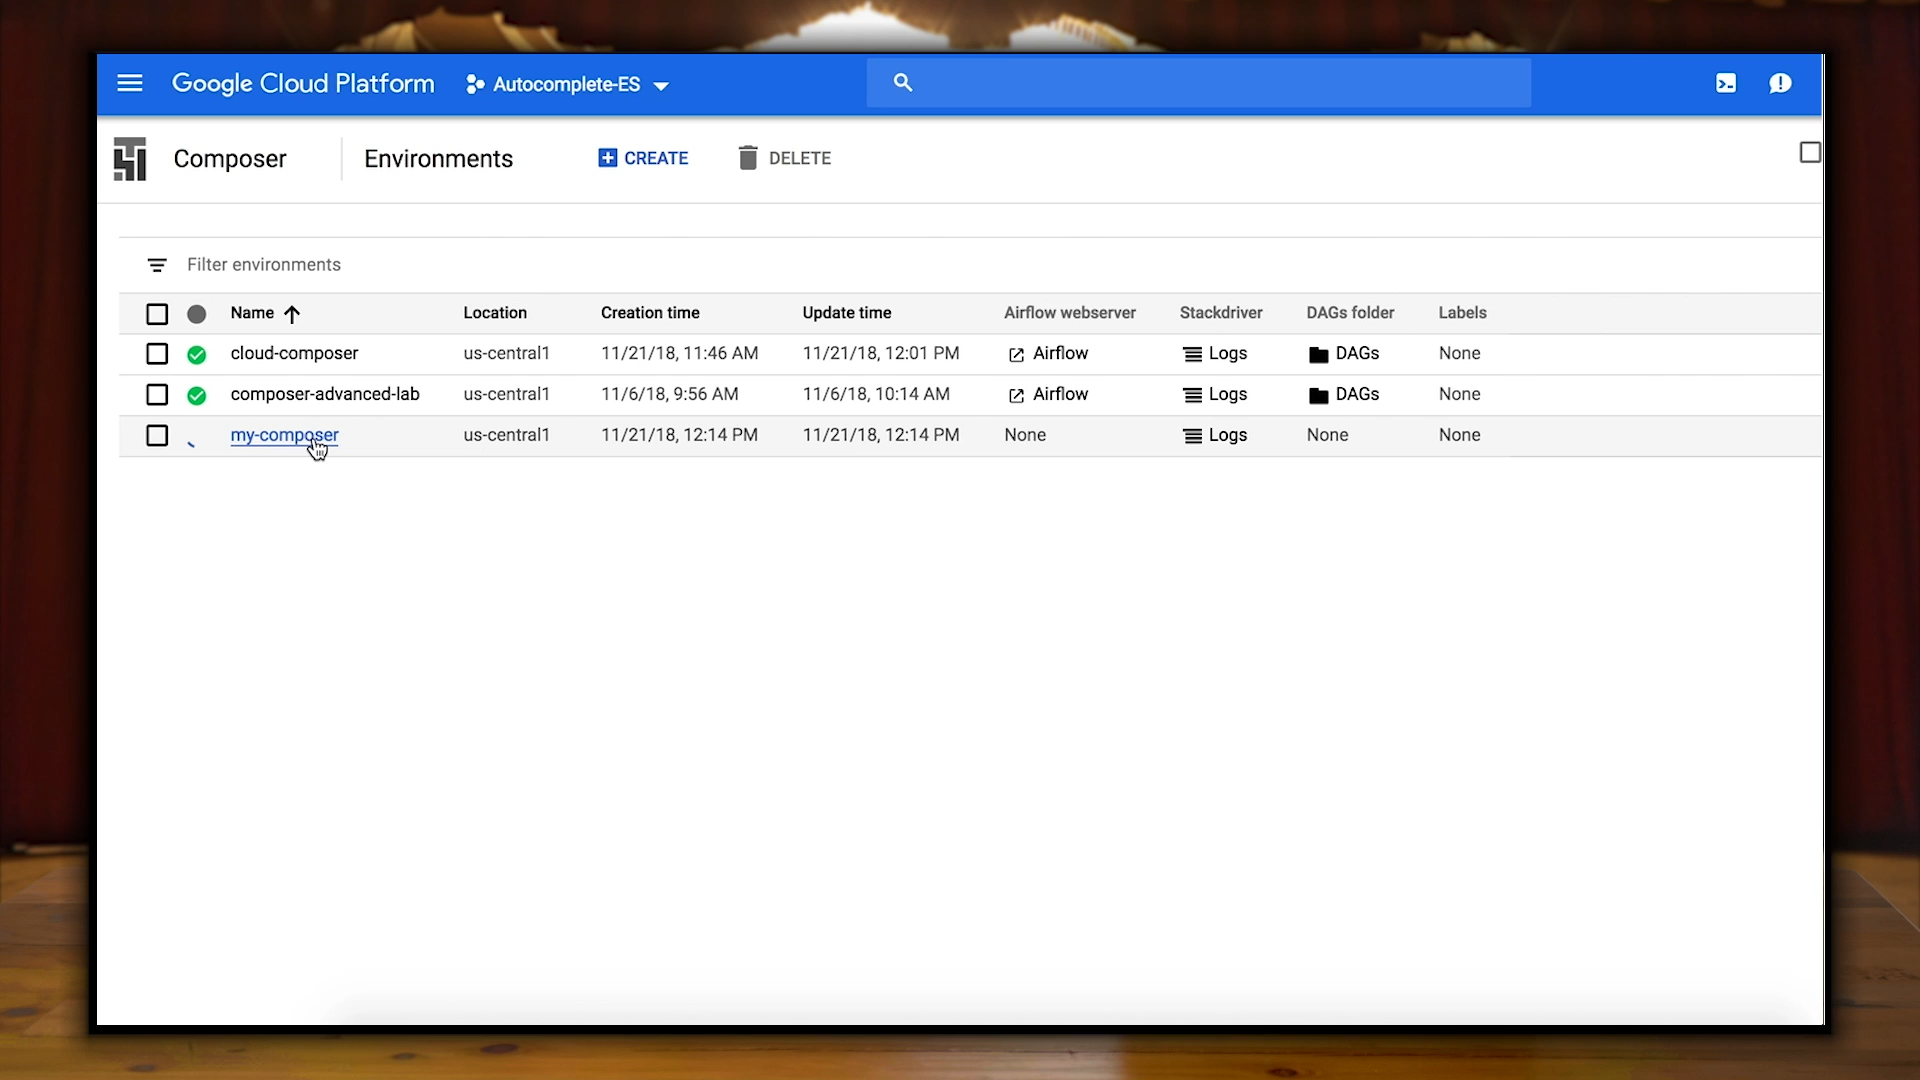 Google Cloud Platform Autocomplete-ES
Composer Environments CREATE DELETE
Filter environments
Name Location Creation time Update time Airflow webserver Stackdriver DAGs folder Labels
cloud-composer us-central1 11/21/18, 11:46 AM 11/21/18, 12:01 PM Airflow Logs DAGs None
composer-advanced-lab us-central1 11/6/18, 9:56 AM 11/6/18, 10:14 AM Airflow Logs DAGs None
my-composer us-central1 11/21/18, 12:14 PM 11/21/18, 12:14 PM None Logs None None